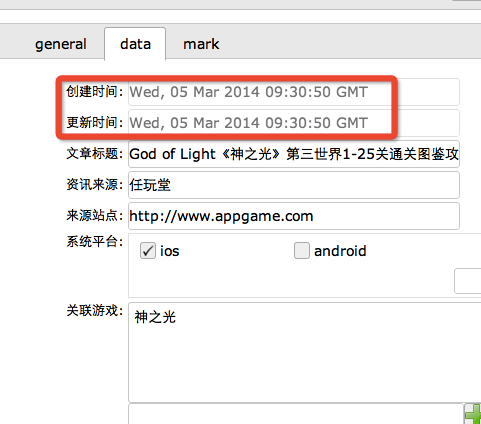 general data mark
创建时间: Wed, 05 Mar 2014 09:30:50 GMT
更新时间: Wed, 05 Mar 2014 09:30:50 GMT
文章标题: God of Light《神之光》第三世界1-25关通关图鉴攻
资讯来源: 任玩堂
来源站点: http://www.appgame.com
系统平台: ios android
关联游戏: 神之光